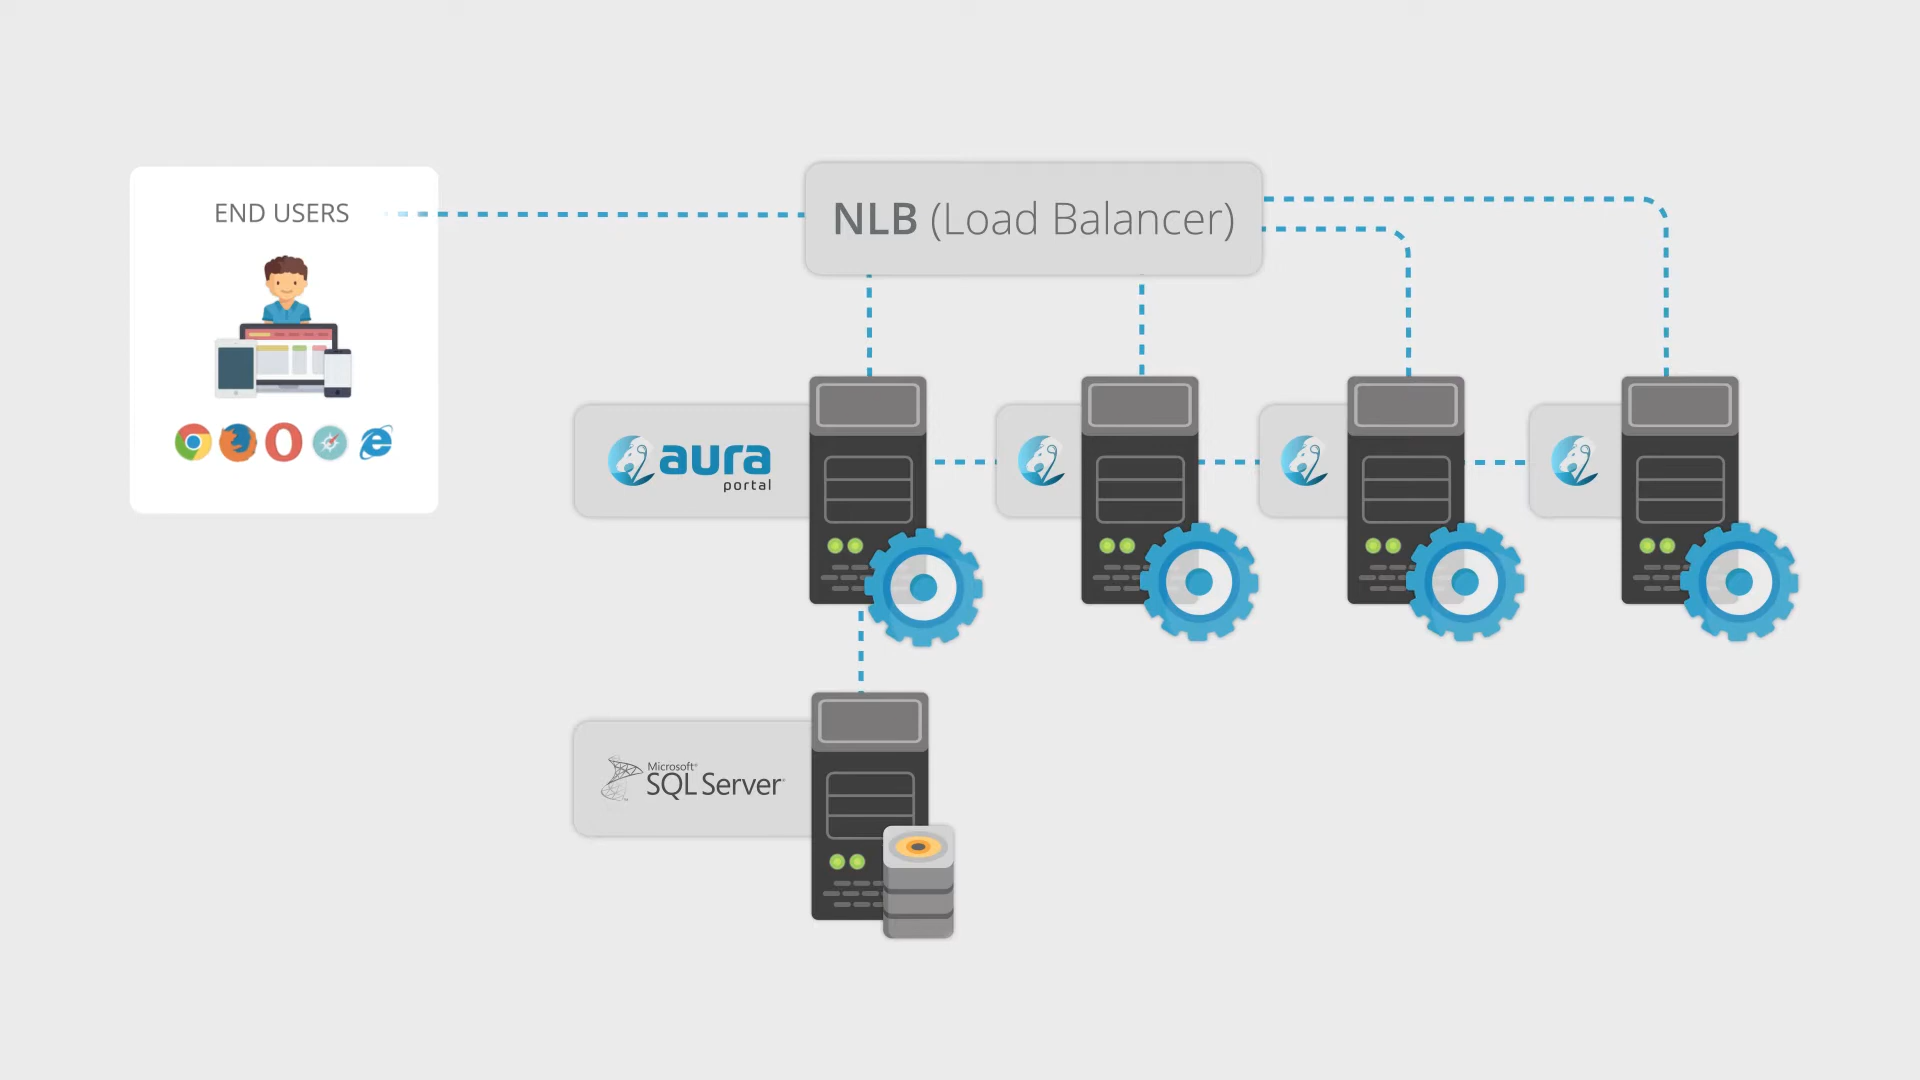 END USERS
NLB (Load Balancer)
aura
portal
Microsoft®
SQL Server®